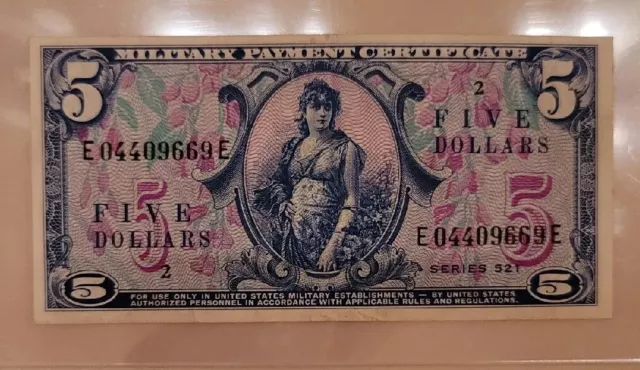 MILITARY PAYMENT CERTIFICATE
5
5
2
FIVE
DOLLARS
E04409669E
5
5
FIVE
DOLLARS
2
E04409669E
SERIES 521
5
5
FOR USE ONLY IN UNITED STATES MILITARY ESTABLISHMENTS — BY UNITED STATES
AUTHORIZED PERSONNEL IN ACCORDANCE WITH APPLICABLE RULES AND REGULATIONS.